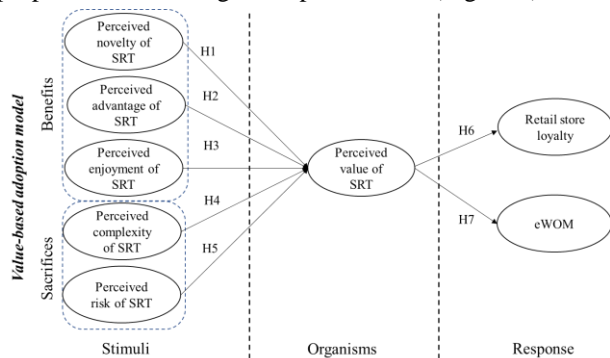 Value-based adoption model
Benefits
Sacrifices
Perceived
novelty of
SRT
Perceived
advantage of
SRT
Perceived
enjoyment of
SRT
Perceived
complexity
of SRT
Perceived
risk of SRT
H1
H2
H3
H4
H5
Perceived
value of
SRT
H6
H7
Retail store
loyalty
eWOM
Stimuli
Organisms
Response